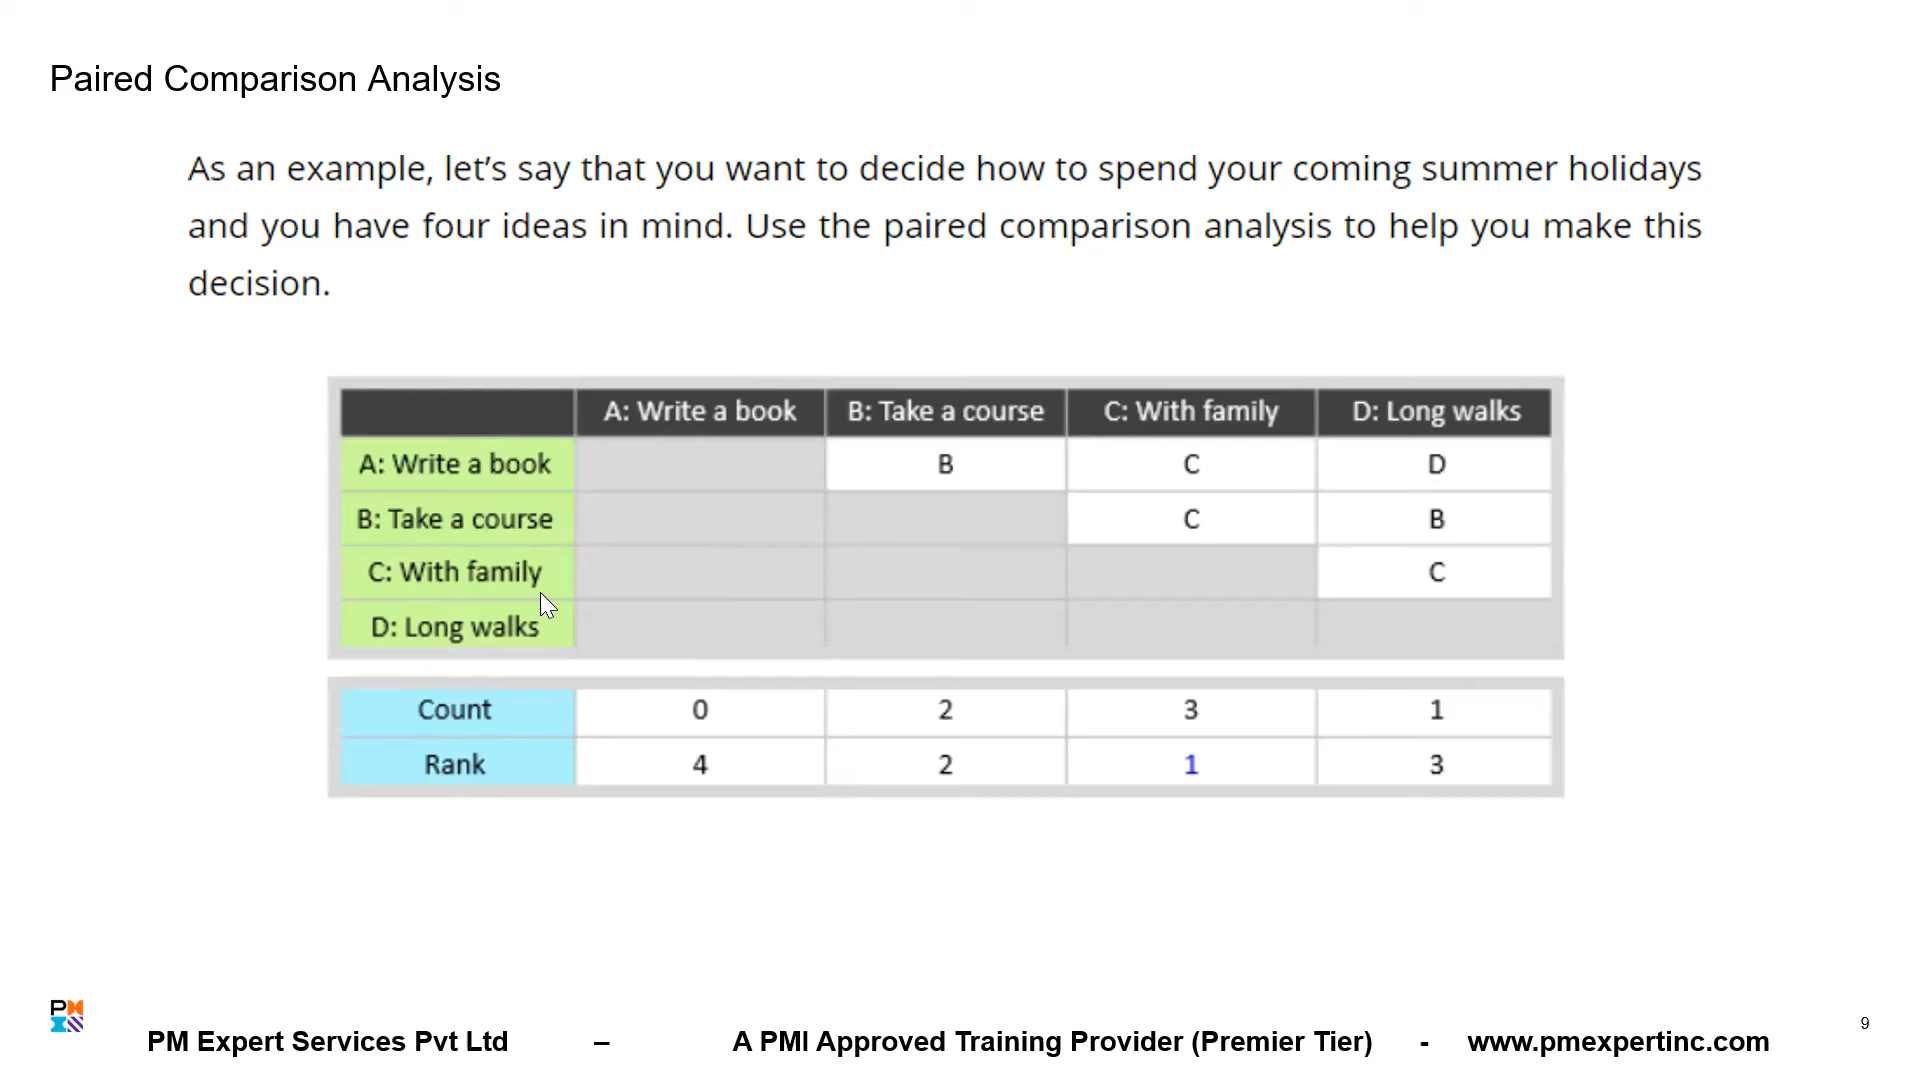 Paired Comparison Analysis
As an example, let's say that you want to decide how to spend your coming summer holidays
and you have four ideas in mind. Use the paired comparison analysis to help you make this
decision.
A: Write a book B: Take a course C: With family D: Long walks
A: Write a book B C D
B: Take a course C B
C: With family C
D: Long walks
Count 0 2 3 1
Rank 4 2 1 3
PM Expert Services Pvt Ltd – A PMI Approved Training Provider (Premier Tier) - www.pmexpertinc.com
9